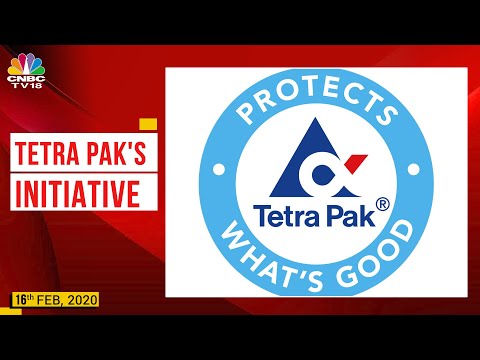 CNBC
TV18
TETRA PAK'S
INITIATIVE
PROTECTS
Tetra Pak®
WHAT'S GOOD
16th FEB, 2020